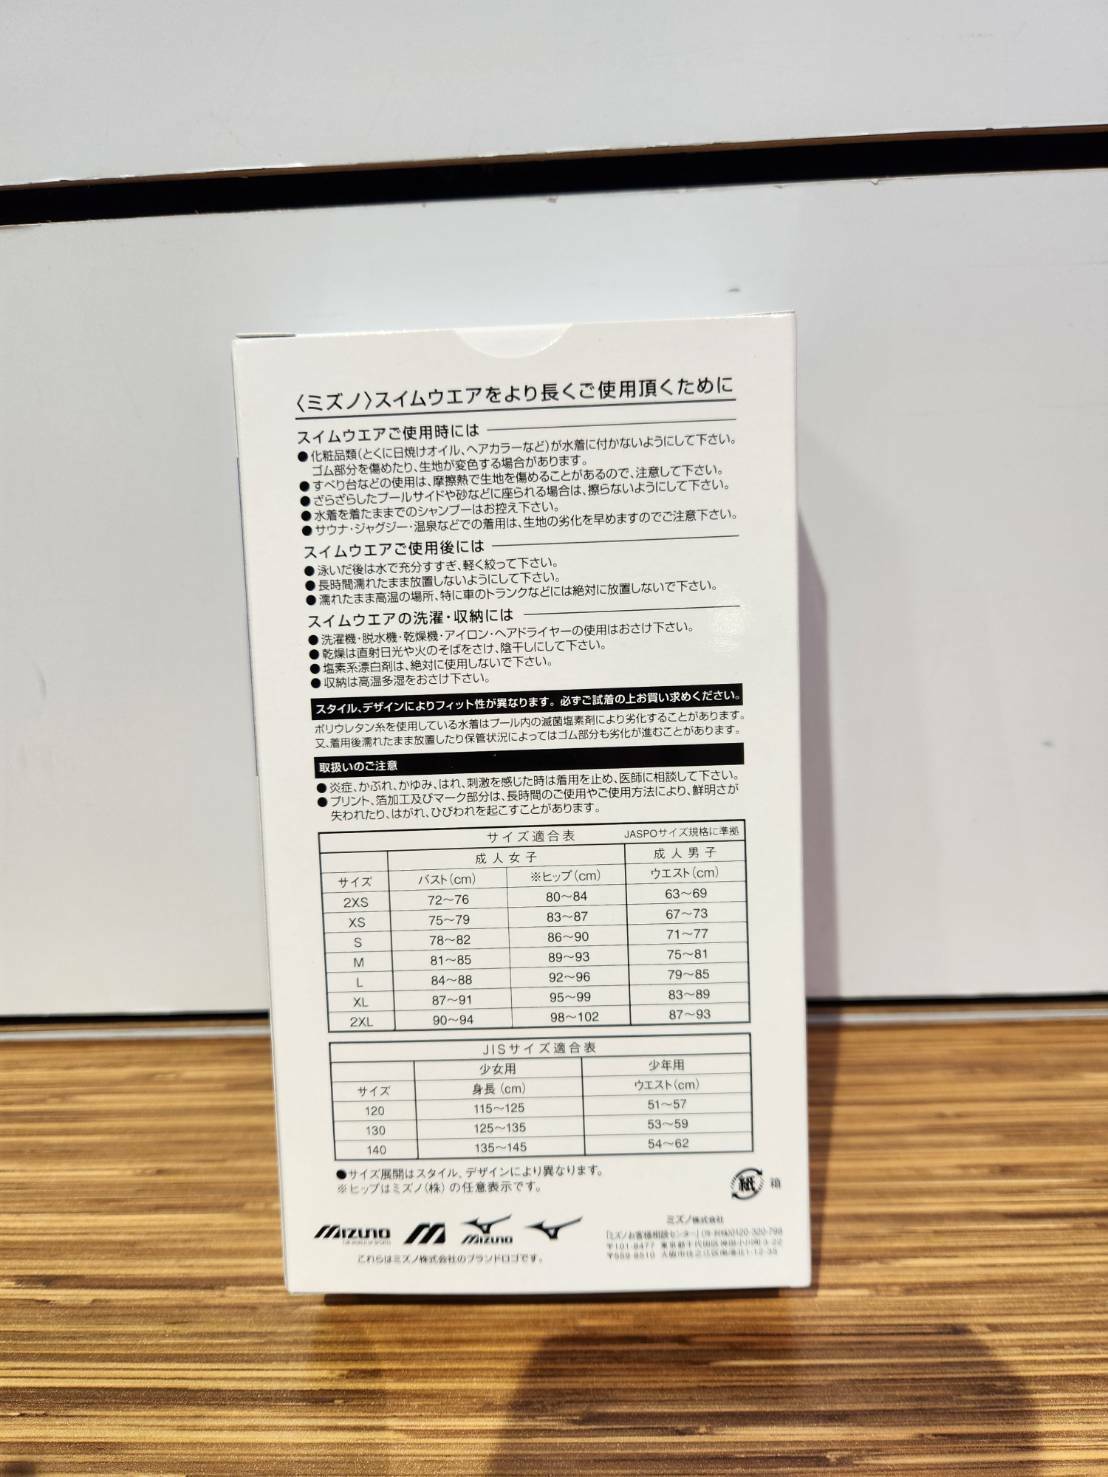 〈ミズノ〉スイムウエアをより長くご使用頂くために
スイムウエアご使用時には
●化粧品類(とくに日焼けオイル、ヘアカラーなど)が水着に付かないようにして下さい。
ゴム部分を傷めたり、生地が変色する場合があります。
●すべり台などの使用は、摩擦熱で生地を傷めることがあるので、注意して下さい。
●ざらざらしたプールサイドや砂などに座られる場合は、擦らないようにして下さい。
●水着を着たままでのシャンプーはお控え下さい。
●サウナ・ジャグジー・温泉などでの着用は、生地の劣化を早めますのでご注意下さい。
スイムウエアご使用後には
●泳いだ後は水で充分すすぎ、軽く絞って下さい。
●長時間濡れたまま放置しないようにして下さい。
●濡れたまま高温の場所、特に車のトランクなどには絶対に放置しないで下さい。
スイムウエアの洗濯・収納には
●洗濯機・脱水機・乾燥機・アイロン・ヘアドライヤーの使用はおさけ下さい。
●乾燥は直射日光や火のそばをさけ、陰干しにして下さい。
●塩素系漂白剤は、絶対に使用しないで下さい。
●収納は高温多湿をおさけ下さい。
スタイル、デザインによりフィット性が異なります。必ずご試着の上お買い求めください。
ポリウレタン糸を使用している水着はプール内の滅菌塩素剤により劣化することがあります。
又、着用後濡れたまま放置したり保管状況によってはゴム部分も劣化が進むことがあります。
取扱いのご注意
●炎症、かぶれ、かゆみ、はれ、刺激を感じた時は着用を止め、医師に相談して下さい。
●プリント、箔加工及びマーク部分は、長時間のご使用やご使用方法により、鮮明さが
失われたり、はがれ、ひびわれを起こすことがあります。
サイズ適合表 JASPOサイズ規格に準拠
成人女子 成人男子
サイズ バスト(cm) ※ヒップ(cm) ウエスト(cm)
2XS 72～76 80～84 63～69
XS 75～79 83～87 67～73
S 78～82 86～90 71～77
M 81～85 89～93 75～81
L 84～88 92～96 79～85
XL 87～91 95～99 83～89
2XL 90～94 98～102 87～93
JISサイズ適合表
少女用 少年用
サイズ 身長(cm) ウエスト(cm)
120 115～125 51～57
130 125～135 53～59
140 135～145 54～62
●サイズ展開はスタイル、デザインにより異なります。
※ヒップはミズノ(株)の任意表示です。
紙 箱
MIZUNO MIZUNO
これらはミズノ株式会社のブランドロゴです。
ミズノ株式会社
〒101-8477 東京都千代田区神田小川町3-22
〒559-8510 大阪市住之江区南港北1-12-35